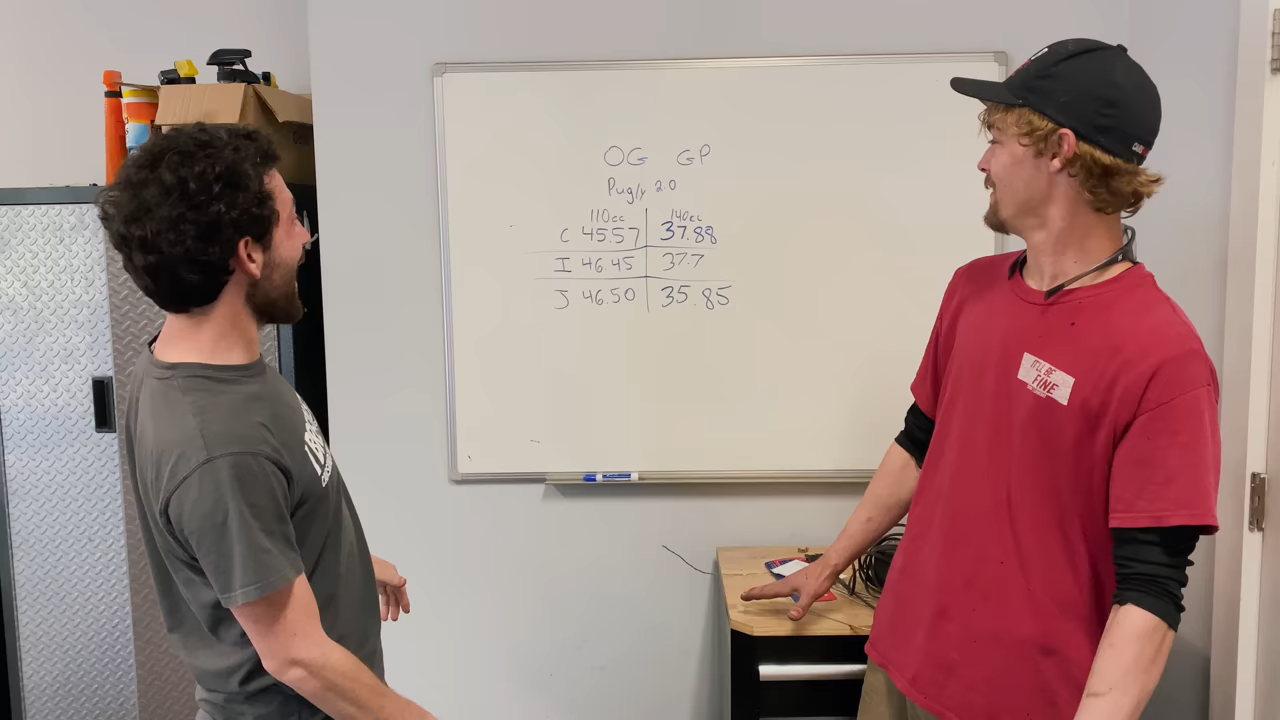 OG GP
Pugly 2.0
110cc 140cc
C 45.57 37.88
I 46.45 37.7
J 46.50 35.85
IT'LL BE
FINE